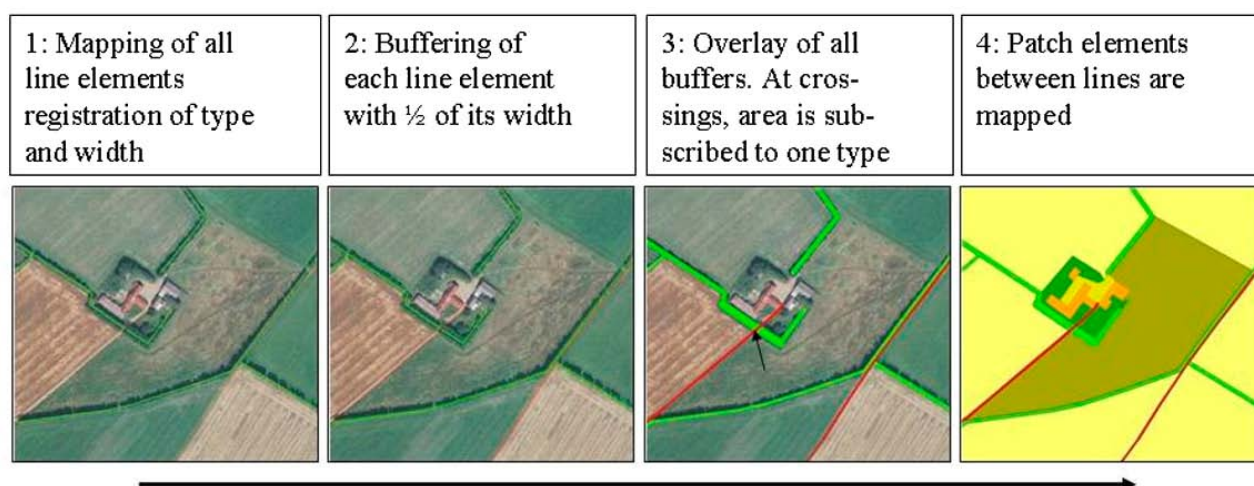 1: Mapping of all
line elements
registration of type
and width
2: Buffering of
each line element
with ½ of its width
3: Overlay of all
buffers. At cros-
sings, area is sub-
scribed to one type
4: Patch elements
between lines are
mapped